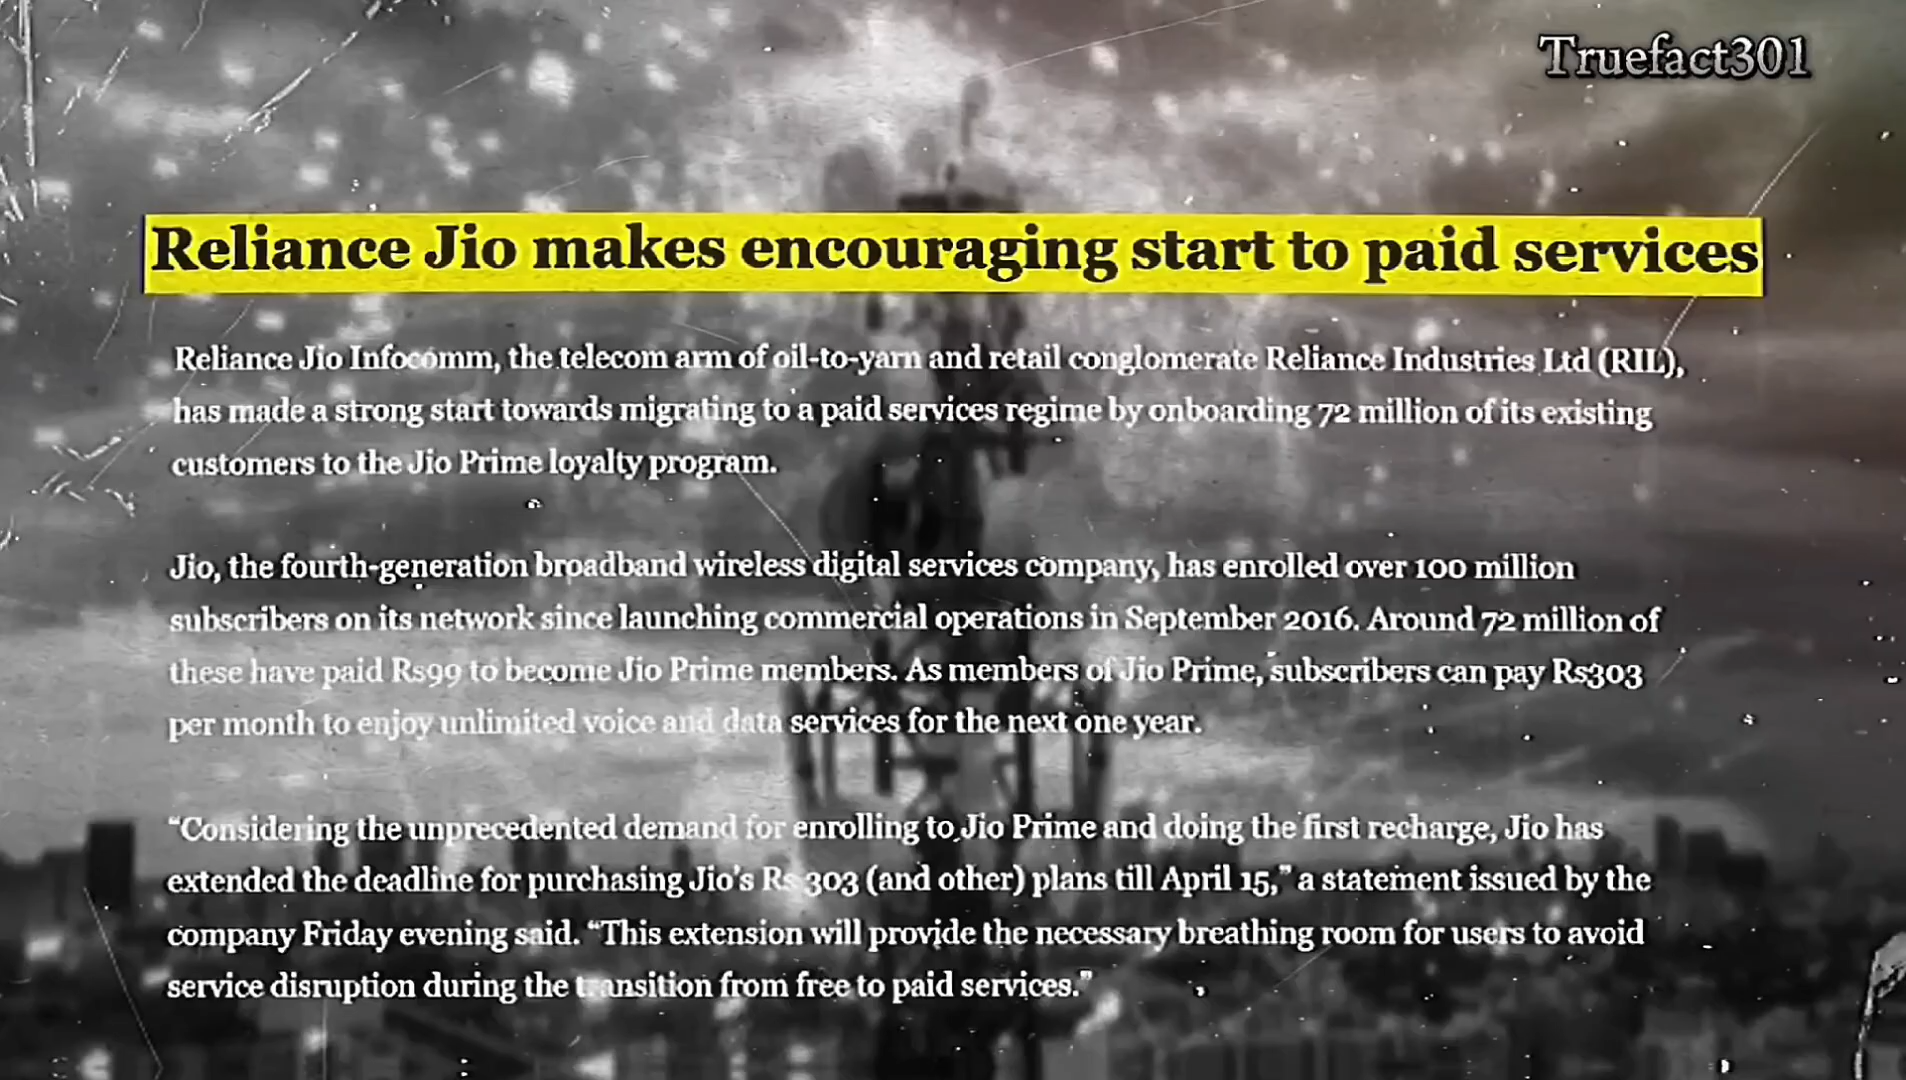 Truefact301
Reliance Jio makes encouraging start to paid services
Reliance Jio Infocomm, the telecom arm of oil-to-yarn and retail conglomerate Reliance Industries Ltd (RIL),
has made a strong start towards migrating to a paid services regime by onboarding 72 million of its existing
customers to the Jio Prime loyalty program.
Jio, the fourth-generation broadband wireless digital services company, has enrolled over 100 million
subscribers on its network since launching commercial operations in September 2016. Around 72 million of
these have paid Rs99 to become Jio Prime members. As members of Jio Prime, subscribers can pay Rs303
per month to enjoy unlimited voice and data services for the next one year.
“Considering the unprecedented demand for enrolling to Jio Prime and doing the first recharge, Jio has
extended the deadline for purchasing Jio’s Rs 303 (and other) plans till April 15,” a statement issued by the
company Friday evening said. “This extension will provide the necessary breathing room for users to avoid
service disruption during the transition from free to paid services.”